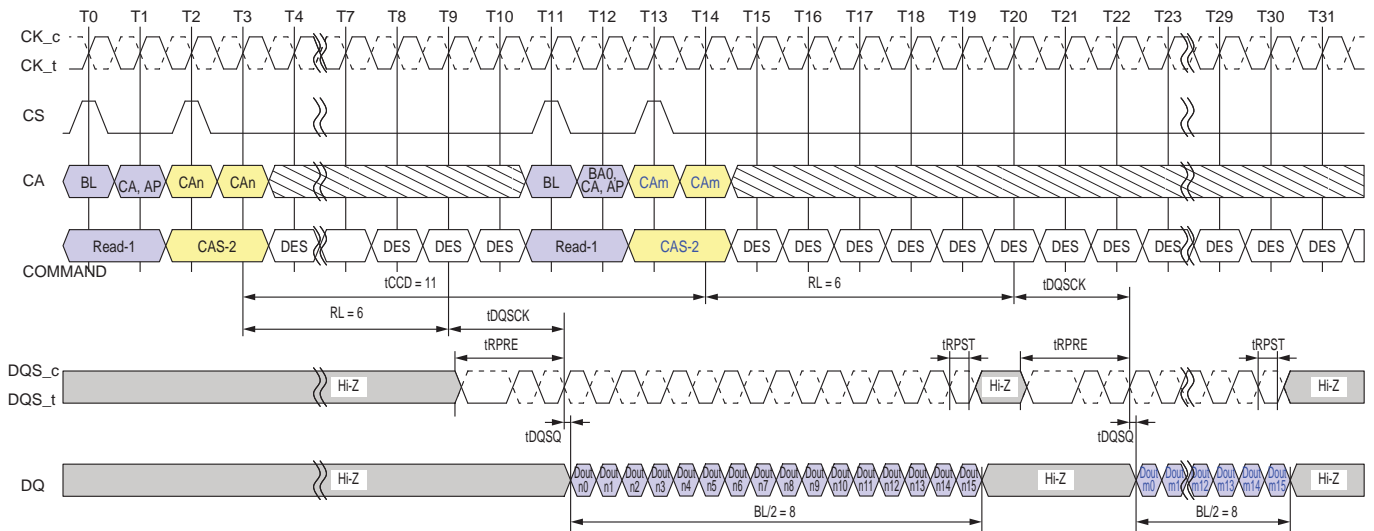 T0 T1 T2 T3 T4 T7 T8 T9 T10 T11 T12 T13 T14 T15 T16 T17 T18 T19 T20 T21 T22 T23 T29 T30 T31
CK_c
CK_t
CS
CA BL CA, AP CAn CAn BL BA0, CA, AP CAm CAm
Read-1 CAS-2 DES DES DES DES Read-1 CAS-2 DES DES DES DES DES DES DES DES DES DES DES DES
COMMAND
tCCD = 11 RL = 6 tDQSCK
RL = 6 tDQSCK
tRPRE tRPST tRPRE tRPST
DQS_c
DQS_t
Hi-Z Hi-Z Hi-Z
tDQSQ tDQSQ
DQ Hi-Z Dout n0 Dout n1 Dout n2 Dout n3 Dout n4 Dout n5 Dout n6 Dout n7 Dout n8 Dout n9 Dout n10 Dout n11 Dout n12 Dout n13 Dout n14 Dout n15 Hi-Z Dout m0 Dout m1 Dout m12 Dout m13 Dout m14 Dout m15 Hi-Z
BL/2 = 8 BL/2 = 8